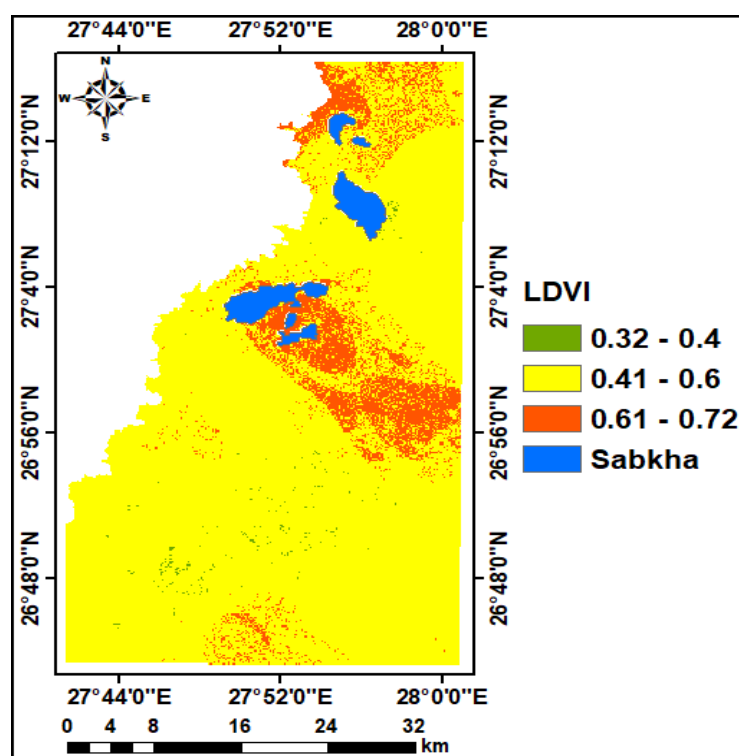 27°44'0"E 27°52'0"E 28°0'0"E
N
W E
S
27°12'0"N 27°12'0"N
27°4'0"N 27°4'0"N
LDVI
0.32 - 0.4
0.41 - 0.6
0.61 - 0.72
Sabkha
26°56'0"N 26°56'0"N
26°48'0"N 26°48'0"N
27°44'0"E 27°52'0"E 28°0'0"E
0 4 8 16 24 32
km